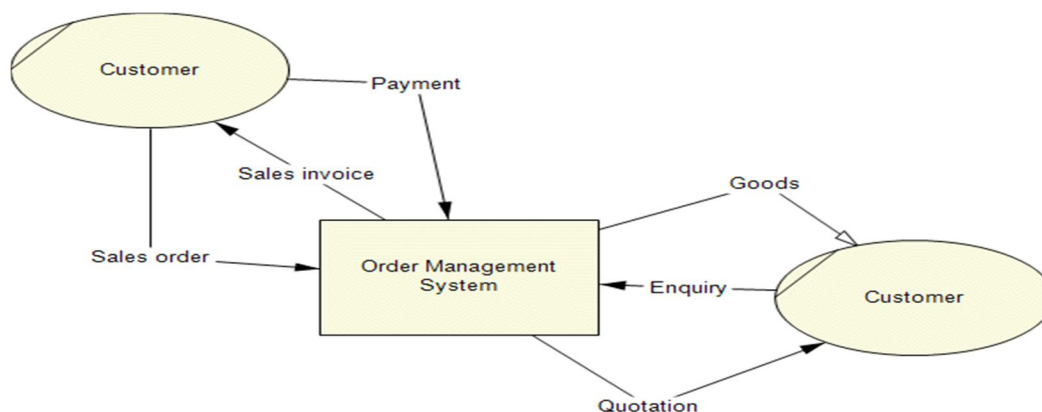 Customer
Payment
Sales invoice
Goods
Sales order
Order Management
System
Enquiry
Customer
Quotation